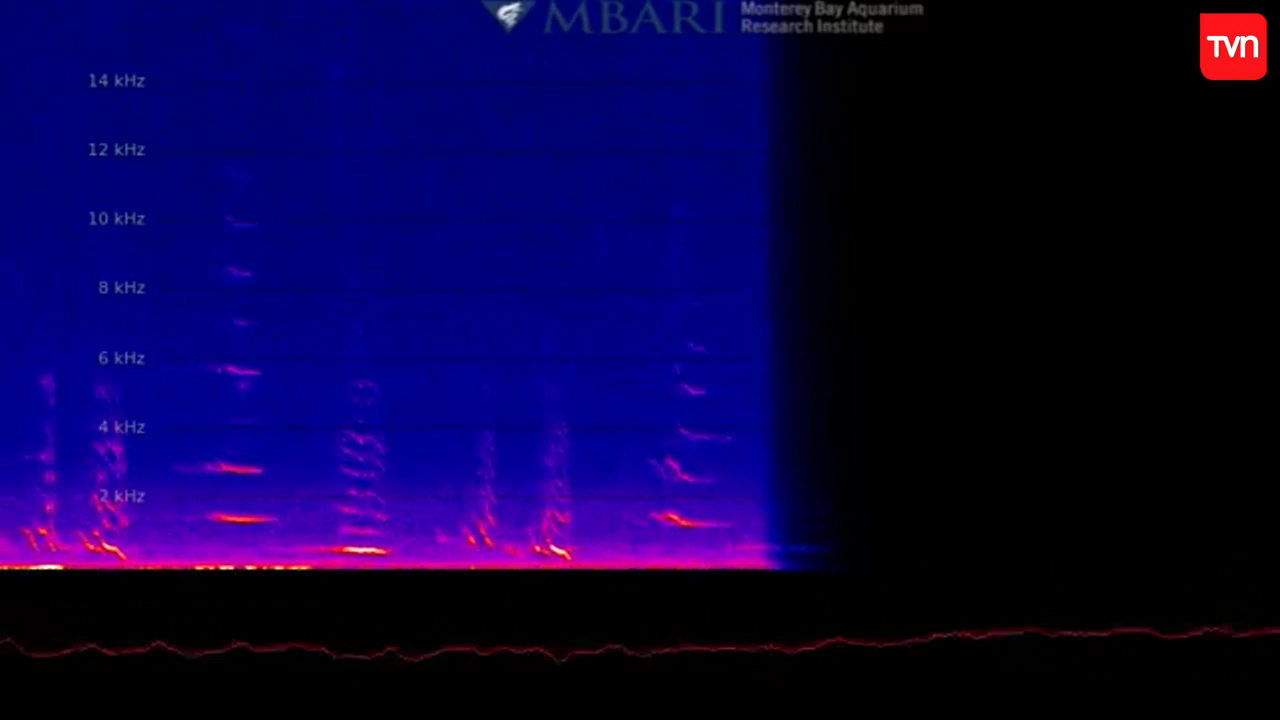 MBARI
Monterey Bay Aquarium
Research Institute
TVN
14 kHz
12 kHz
10 kHz
8 kHz
6 kHz
4 kHz
2 kHz